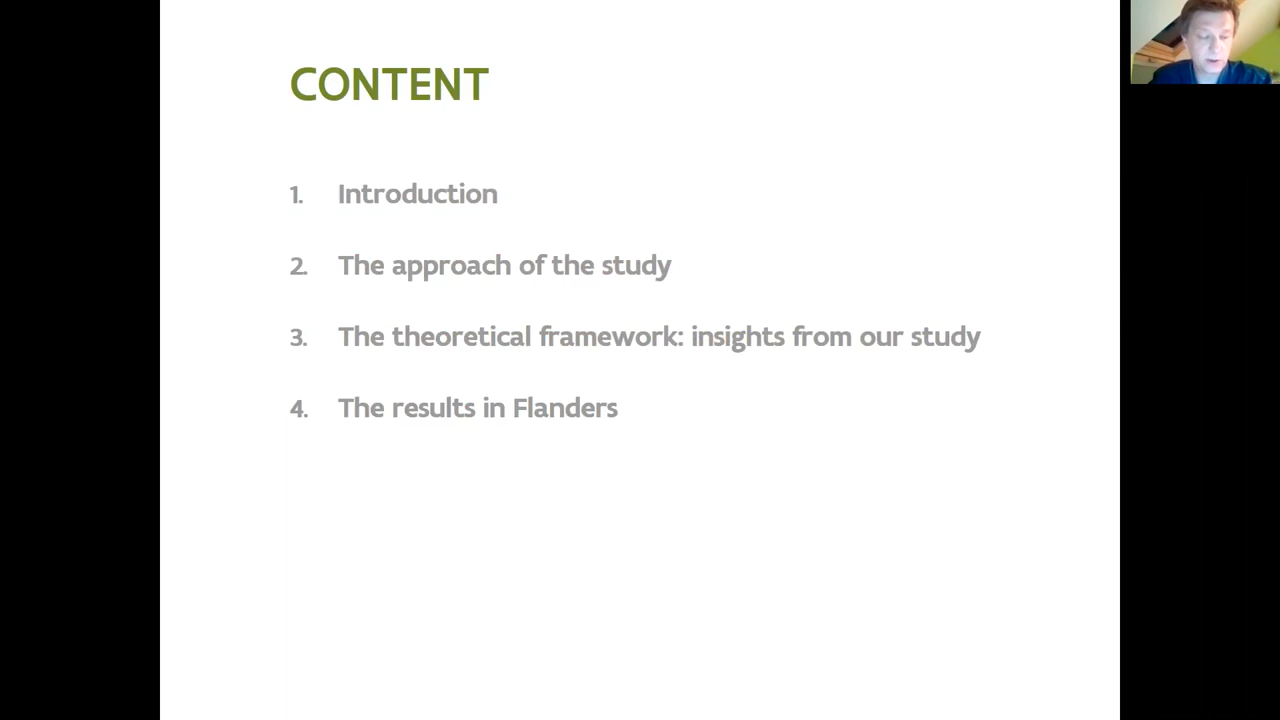 CONTENT
1. Introduction
2. The approach of the study
3. The theoretical framework: insights from our study
4. The results in Flanders